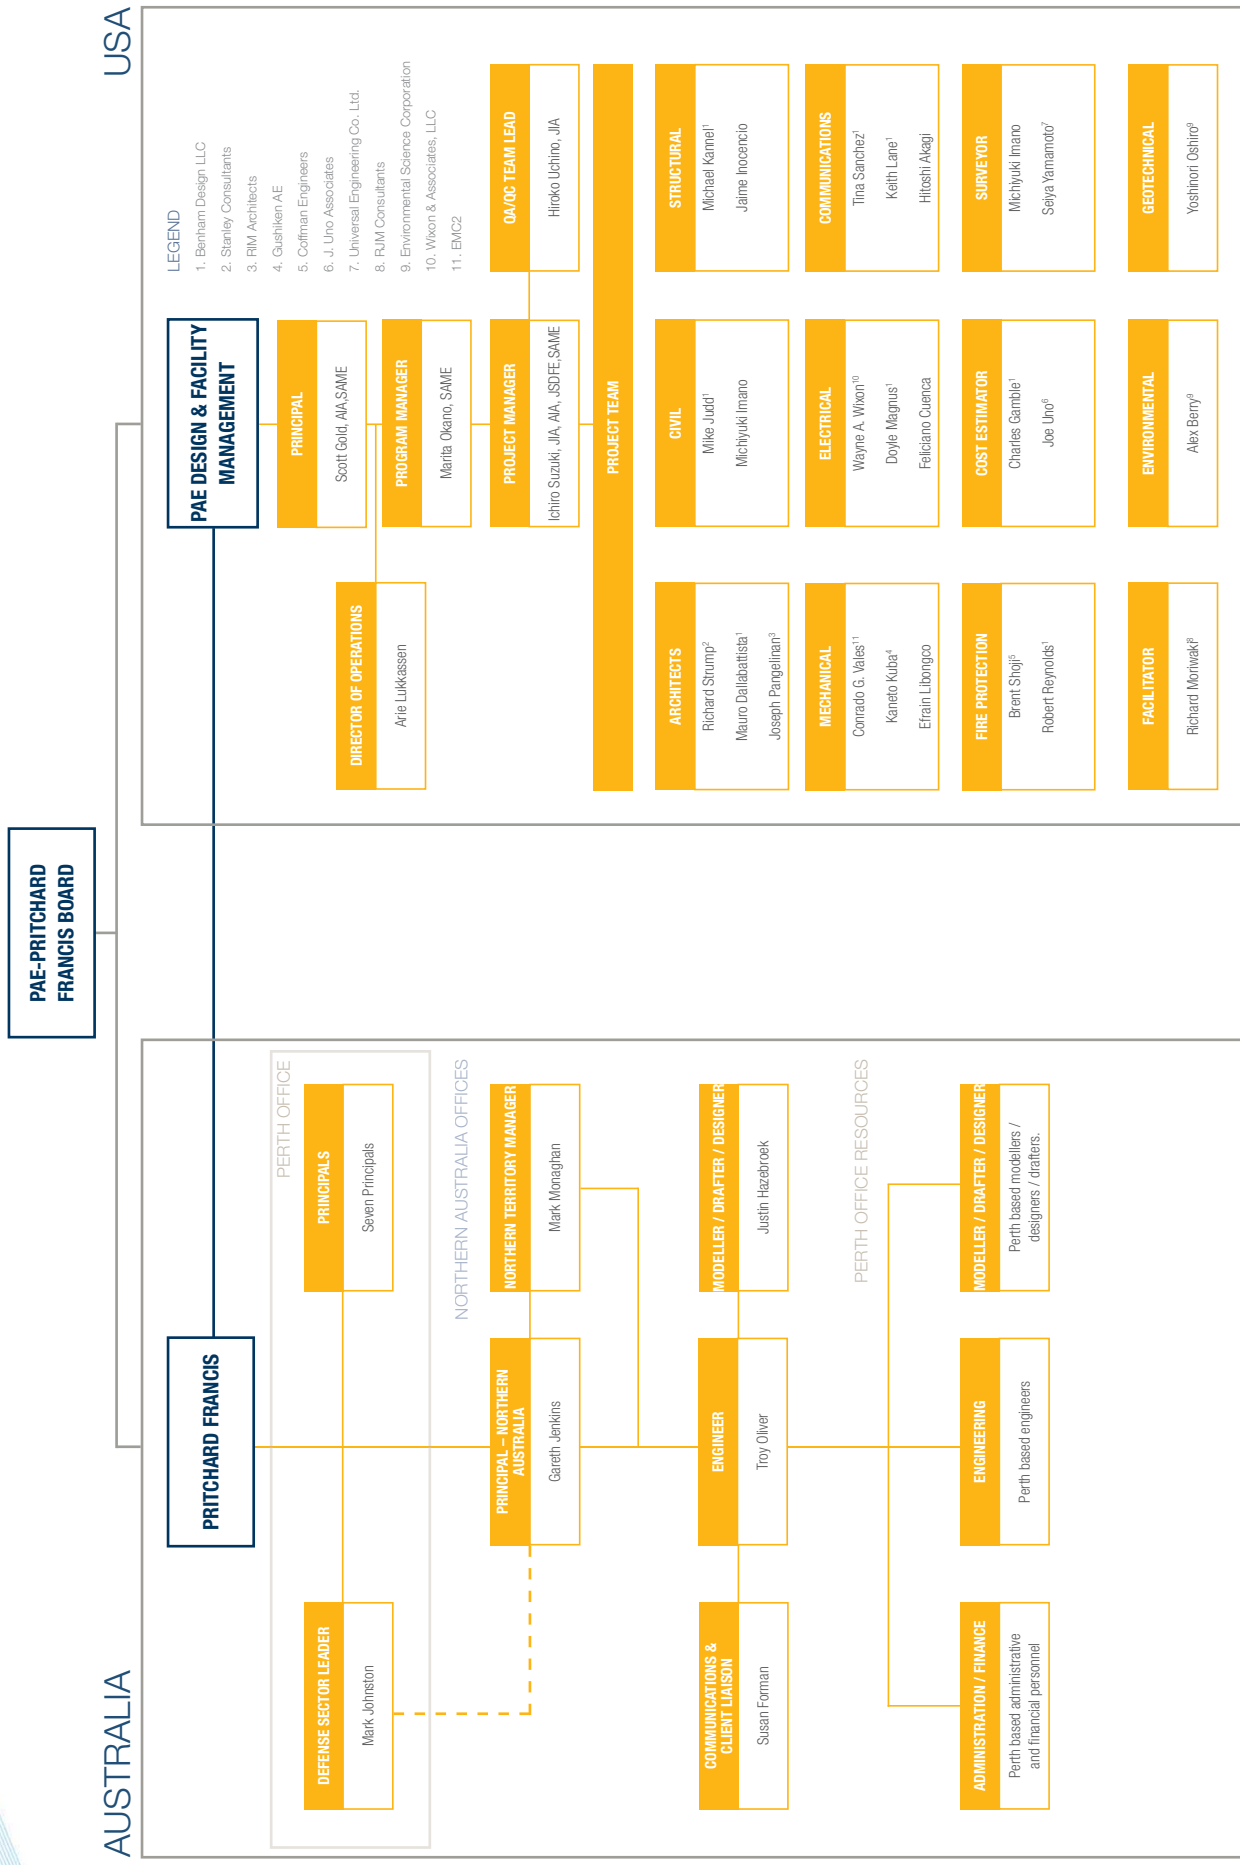 PAE-PRITCHARD
FRANCIS BOARD
AUSTRALIA
PRITCHARD FRANCIS
PERTH OFFICE
DEFENSE SECTOR LEADER
Mark Johnston
PRINCIPALS
Seven Principals
NORTHERN AUSTRALIA OFFICES
PRINCIPAL – NORTHERN
AUSTRALIA
Gareth Jenkins
NORTHERN TERRITORY MANAGER
Mark Monaghan
COMMUNICATIONS &
CLIENT LIAISON
Susan Forman
ENGINEER
Troy Oliver
MODELLER / DRAFTER / DESIGNER
Justin Hazebroek
PERTH OFFICE RESOURCES
ADMINISTRATION / FINANCE
Perth based administrative
and financial personnel
ENGINEERING
Perth based engineers
MODELLER / DRAFTER / DESIGNER
Perth based modellers /
designers / drafters.
USA
PAE DESIGN & FACILITY
MANAGEMENT
LEGEND
1. Benham Design LLC
2. Stanley Consultants
3. RIM Architects
4. Gushiken AE
5. Coffman Engineers
6. J. Uno Associates
7. Universal Engineering Co. Ltd.
8. RJM Consultants
9. Environmental Science Corporation
10. Wixon & Associates, LLC
11. EMC2
PRINCIPAL
Scott Gold, AIA,SAME
DIRECTOR OF OPERATIONS
Arie Lukkassen
PROGRAM MANAGER
Marita Okano, SAME
PROJECT MANAGER
Ichiro Suzuki, JIA, AIA, JSDFE,SAME
QA/QC TEAM LEAD
Hiroko Uchino, JIA
PROJECT TEAM
ARCHITECTS
Richard Strump²
Mauro Dallabattista¹
Joseph Pangelinan³
CIVIL
Mike Judd¹
Michiyuki Imano
STRUCTURAL
Michael Kannel¹
Jaime Inocencio
MECHANICAL
Conrado G. Vales¹¹
Kaneto Kuba⁴
Efrain Libongco
ELECTRICAL
Wayne A. Wixon¹⁰
Doyle Magnus¹
Feliciano Cuenca
COMMUNICATIONS
Tina Sanchez¹
Keith Lane¹
Hitoshi Akagi
FIRE PROTECTION
Brent Shoji⁵
Robert Reynolds¹
COST ESTIMATOR
Charles Gamble¹
Joe Uno⁶
SURVEYOR
Michiyuki Imano
Seiya Yamamoto⁷
FACILITATOR
Richard Moriwaki⁸
ENVIRONMENTAL
Alex Berry⁹
GEOTECHNICAL
Yoshinori Oshiro⁹